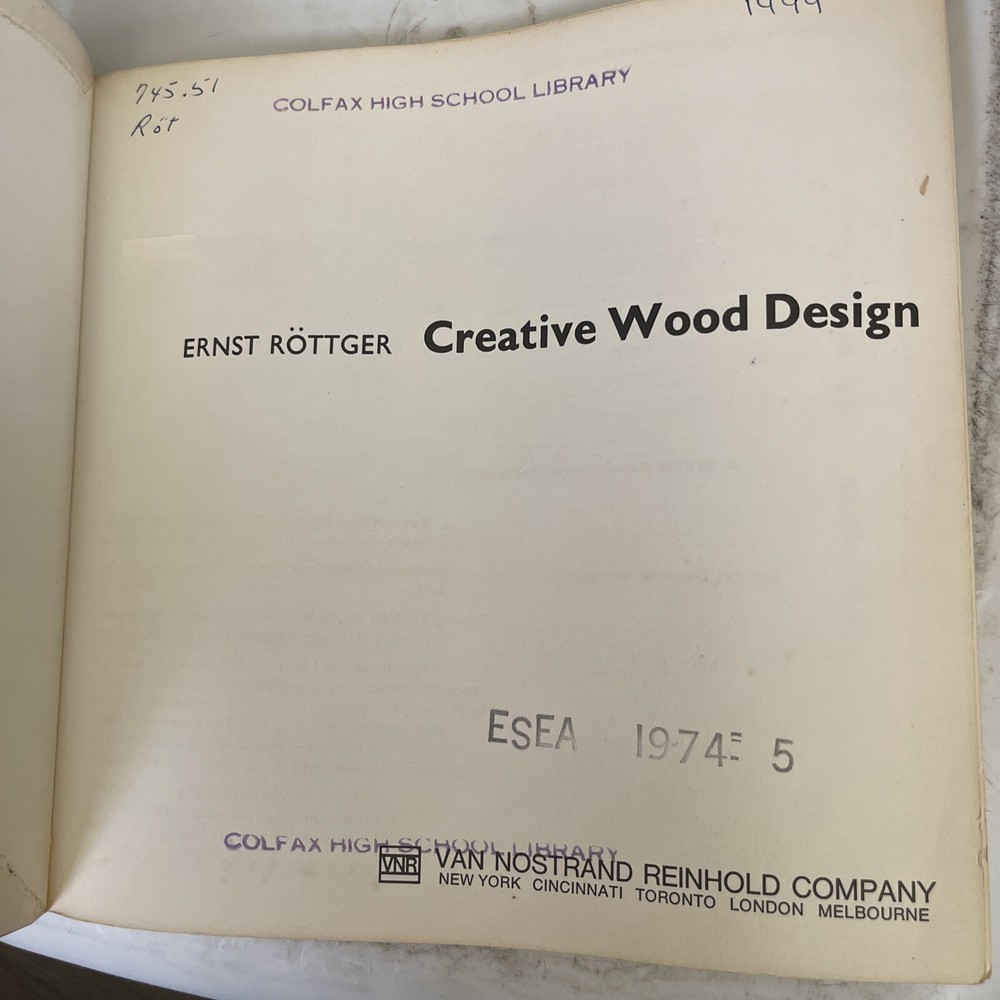 745.51
Röt
COLFAX HIGH SCHOOL LIBRARY
ERNST RÖTTGER Creative Wood Design
ESEA 1974= 5
COLFAX HIGH SCHOOL LIBRARY
VNR VAN NOSTRAND REINHOLD COMPANY
NEW YORK CINCINNATI TORONTO LONDON MELBOURNE